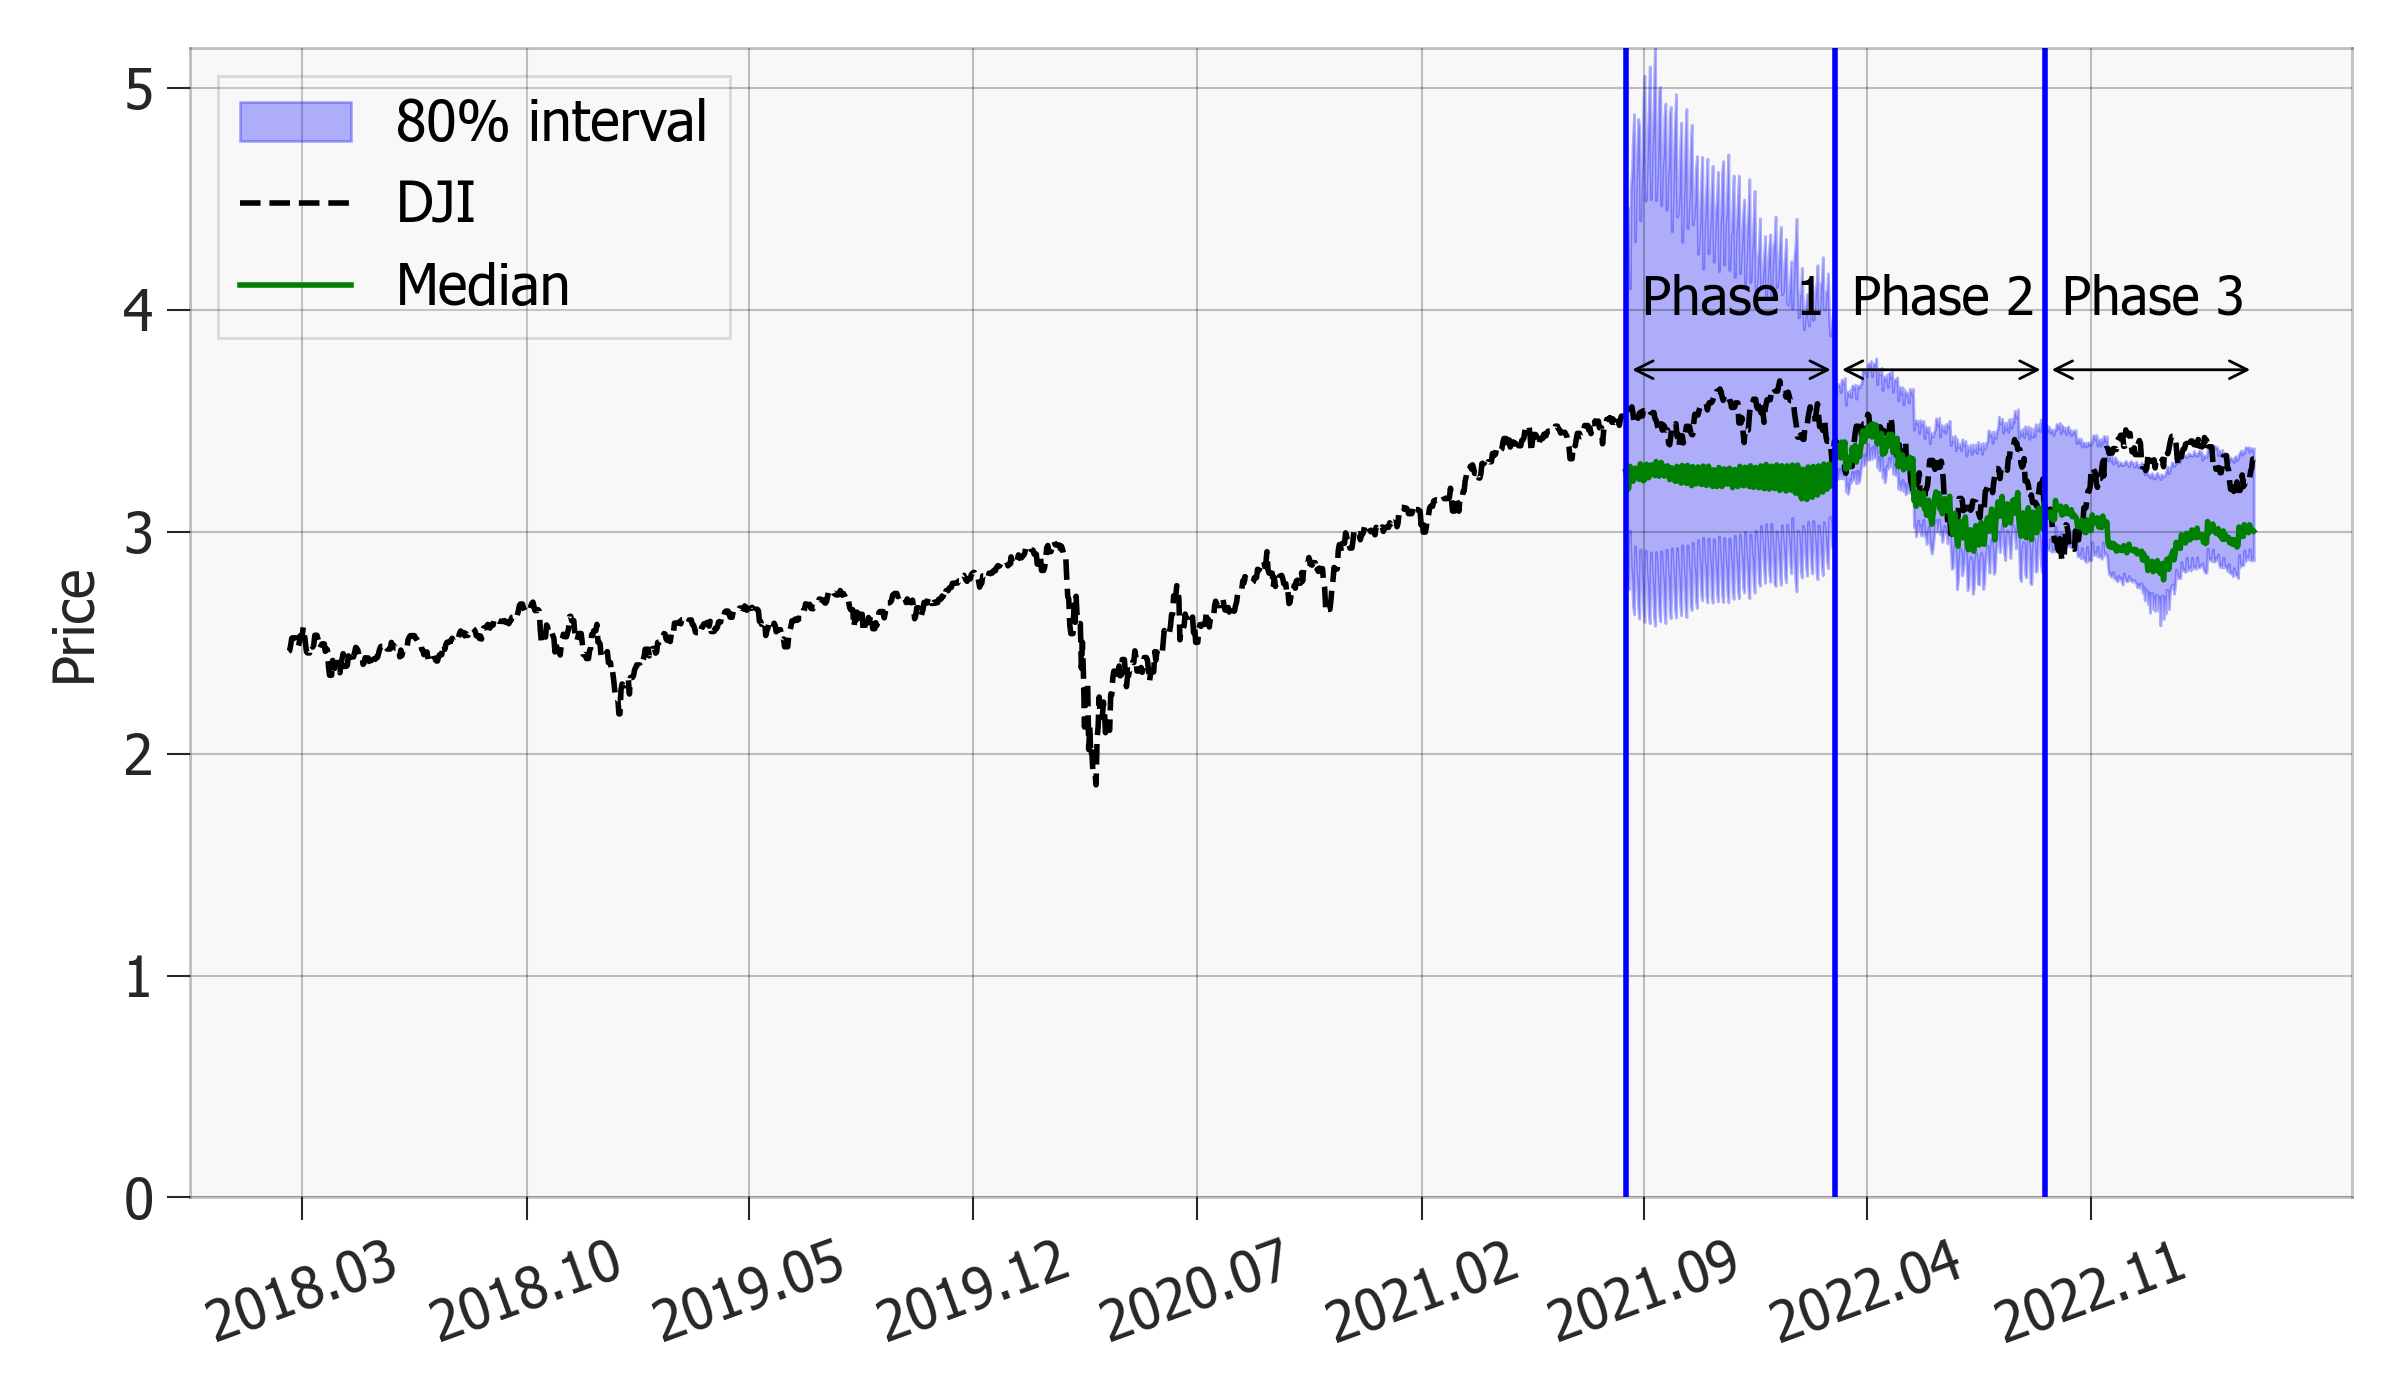 80% interval
DJI
Median
Phase 1
Phase 2
Phase 3
Price
5
4
3
2
1
0
2018.03
2018.10
2019.05
2019.12
2020.07
2021.02
2021.09
2022.04
2022.11